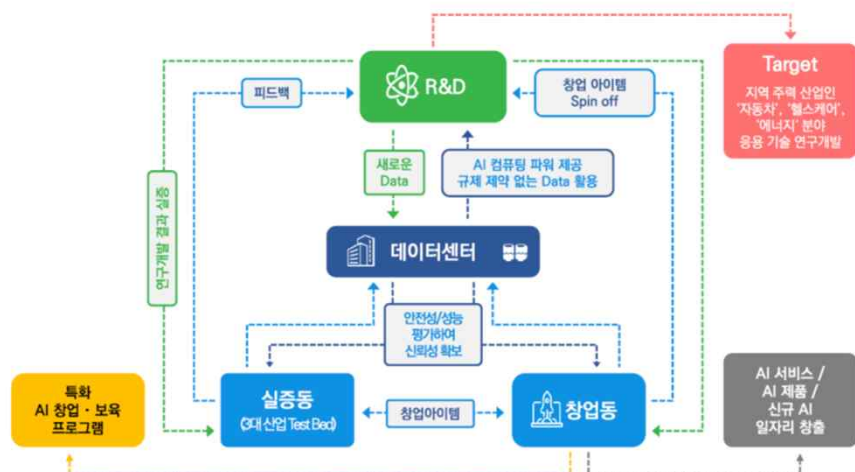 R&D
Target
지역 주력 산업인
'자동차', '헬스케어',
'에너지' 분야
응용 기술 연구개발
피드백
창업 아이템
Spin off
새로운
Data
AI 컴퓨팅 파워 제공
규제 제약 없는 Data 활용
연구개발 결과 실증
데이터센터
안전성/성능
평가하여
신뢰성 확보
특화
AI 창업・보육
프로그램
실증동
(3대 산업 Test Bed)
창업아이템
창업동
AI 서비스 /
AI 제품 /
신규 AI
일자리 창출